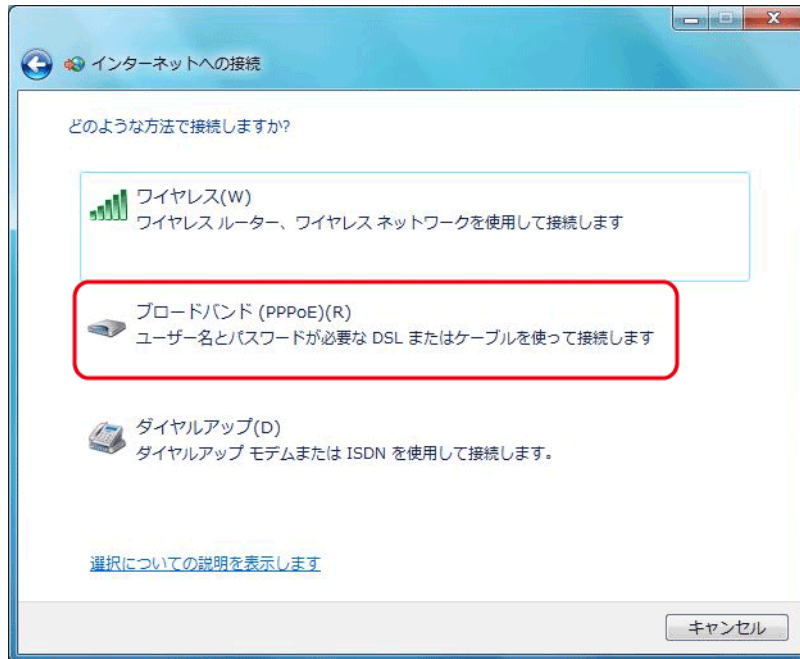 インターネットへの接続
どのような方法で接続しますか?
ワイヤレス(W)
ワイヤレス ルーター、ワイヤレス ネットワークを使用して接続します
ブロードバンド (PPPoE)(R)
ユーザー名とパスワードが必要な DSL またはケーブルを使って接続します
ダイヤルアップ(D)
ダイヤルアップ モデムまたは ISDN を使用して接続します。
選択についての説明を表示します
キャンセル